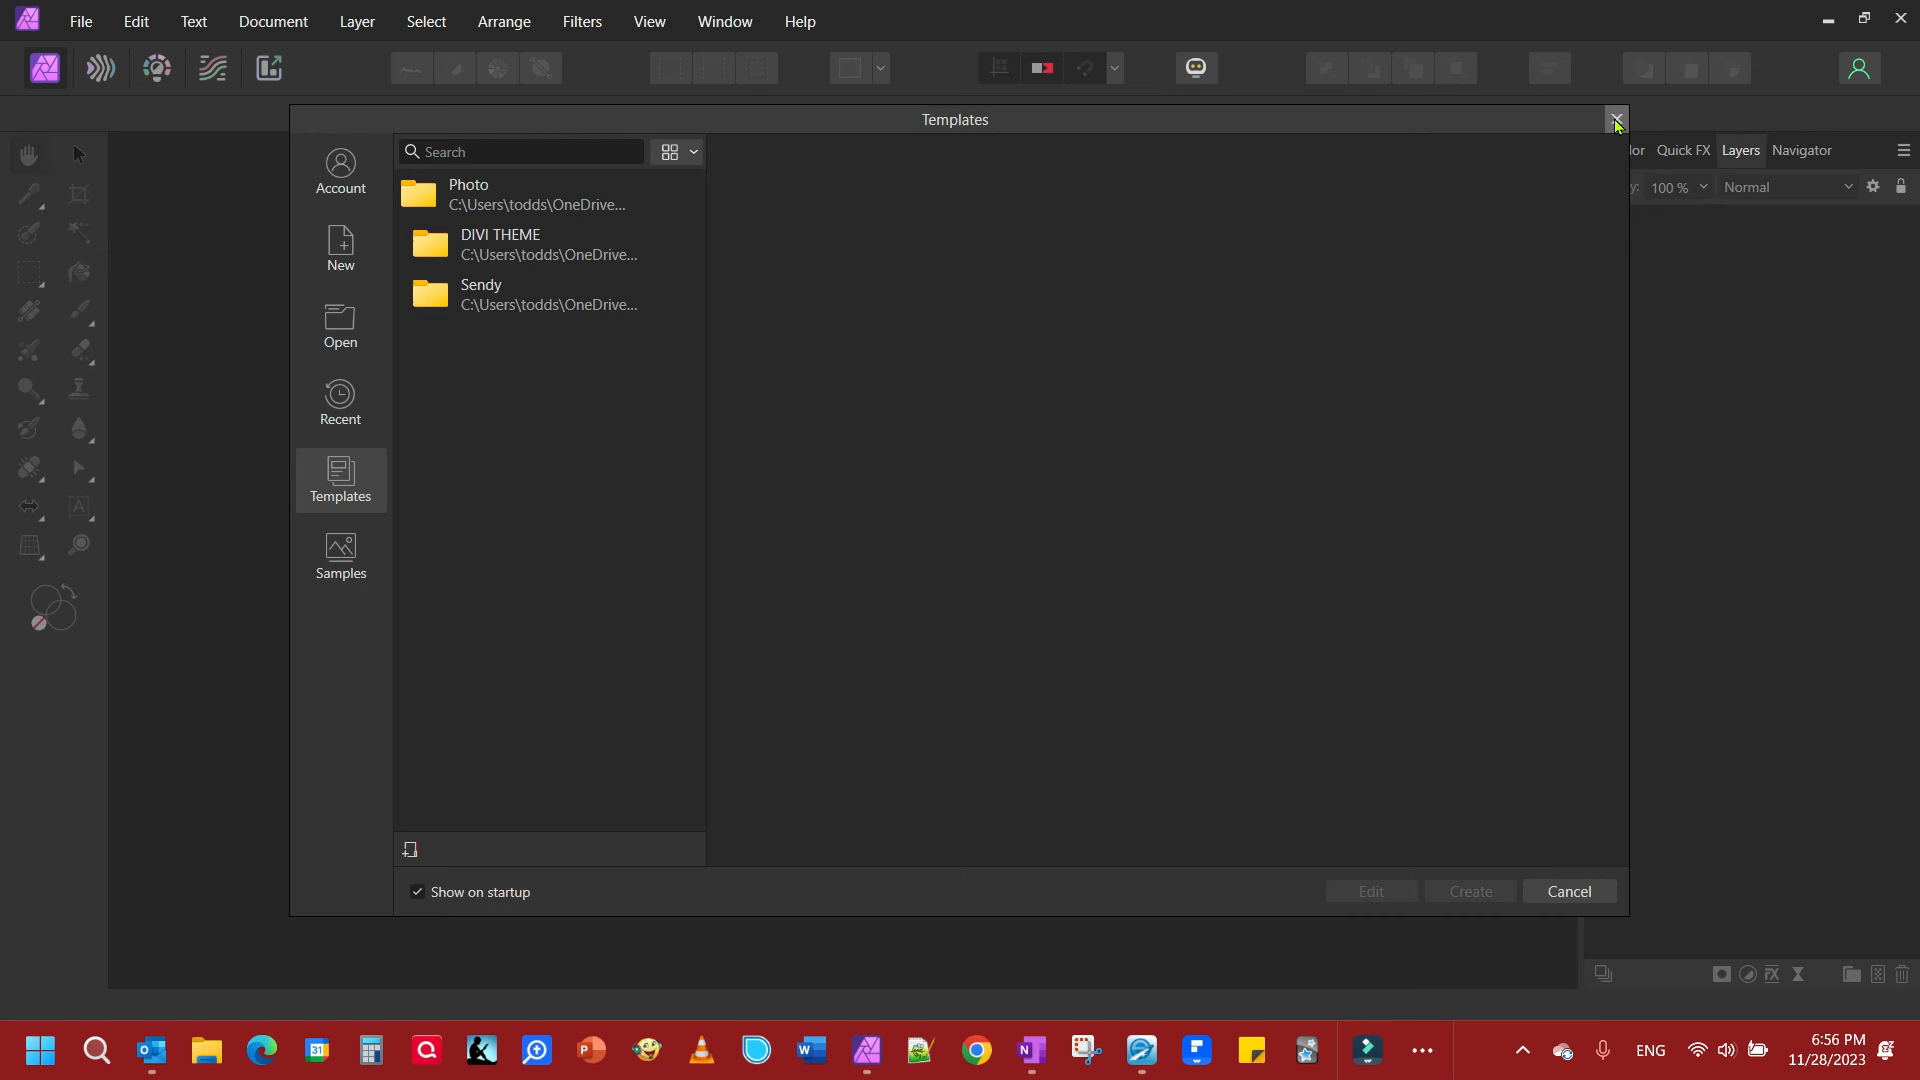 File Edit Text Document Layer Select Arrange Filters View Window Help
Templates
Search
Account
New
Open
Recent
Templates
Samples
Photo
C:\Users\todds\OneDrive...
DIVI THEME
C:\Users\todds\OneDrive...
Sendy
C:\Users\todds\OneDrive...
Show on startup
Edit Create Cancel
lor Quick FX Layers Navigator
y: 100 % Normal
ENG
6:56 PM
11/28/2023